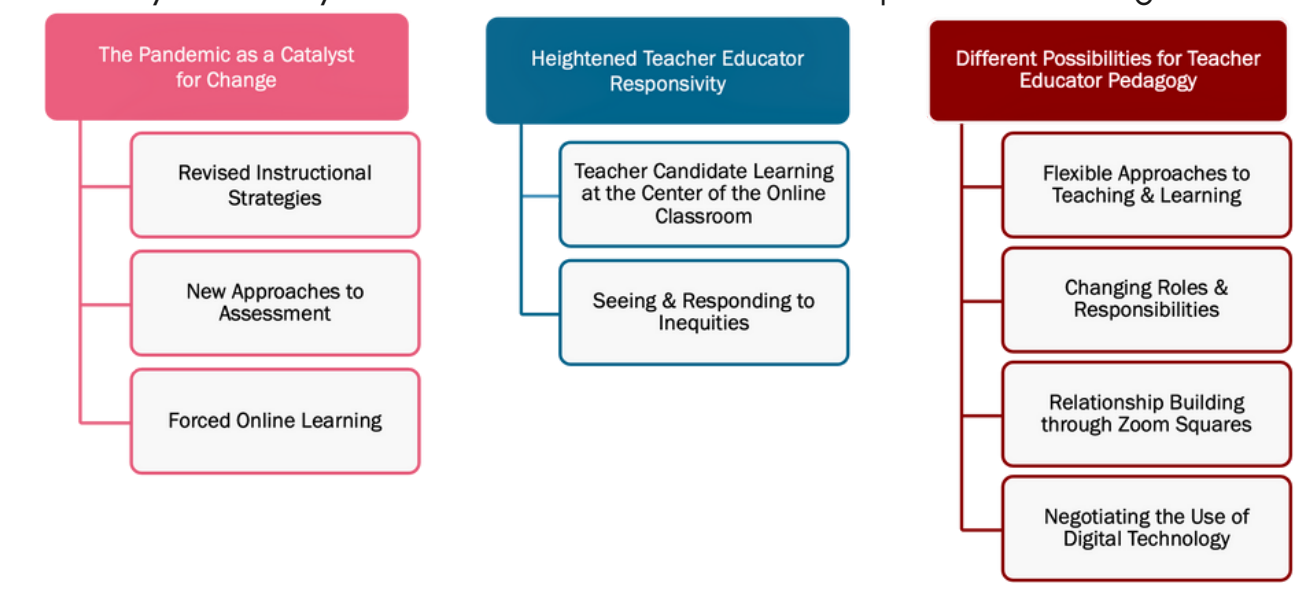 The Pandemic as a Catalyst
for Change
Revised Instructional
Strategies
New Approaches to
Assessment
Forced Online Learning
Heightened Teacher Educator
Responsivity
Teacher Candidate Learning
at the Center of the Online
Classroom
Seeing & Responding to
Inequities
Different Possibilities for Teacher
Educator Pedagogy
Flexible Approaches to
Teaching & Learning
Changing Roles &
Responsibilities
Relationship Building
through Zoom Squares
Negotiating the Use of
Digital Technology